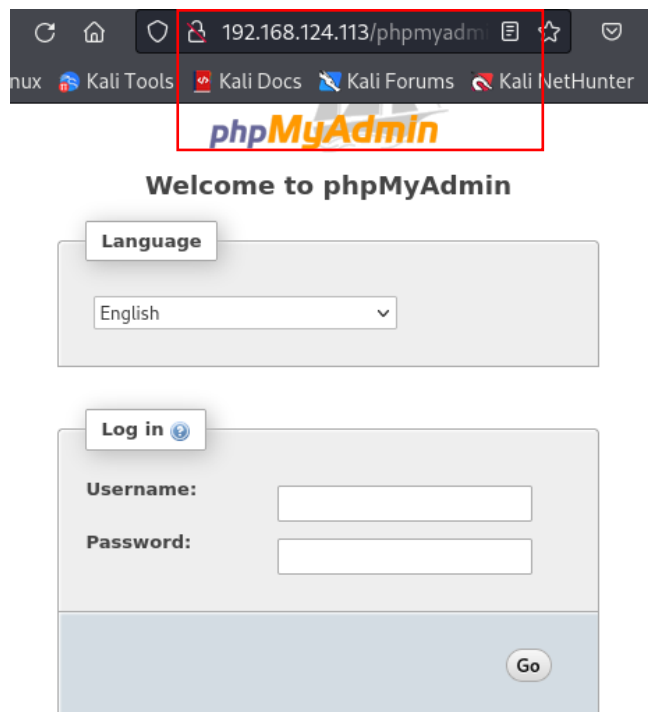 192.168.124.113/phpmyadmi
nux Kali Tools Kali Docs Kali Forums Kali NetHunter
phpMyAdmin
Welcome to phpMyAdmin
Language
English
Log in
Username:
Password:
Go